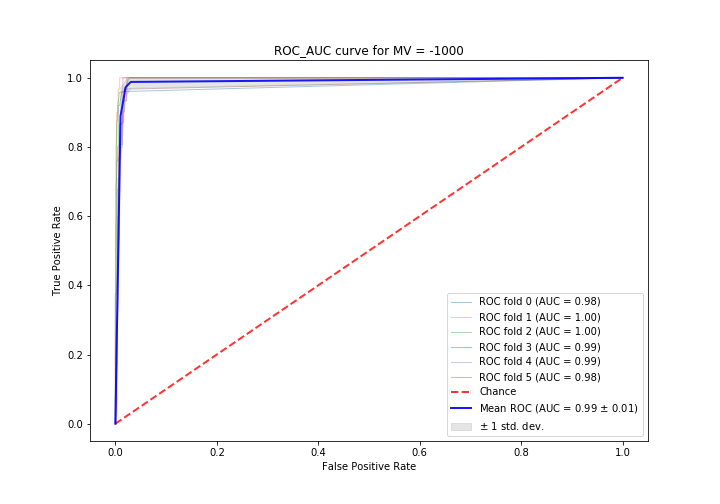 ROC_AUC curve for MV = -1000
True Positive Rate
1.0
0.8
0.6
0.4
0.2
0.0
0.0 0.2 0.4 0.6 0.8 1.0
False Positive Rate
ROC fold 0 (AUC = 0.98)
ROC fold 1 (AUC = 1.00)
ROC fold 2 (AUC = 1.00)
ROC fold 3 (AUC = 0.99)
ROC fold 4 (AUC = 0.99)
ROC fold 5 (AUC = 0.98)
Chance
Mean ROC (AUC = 0.99 ± 0.01)
± 1 std. dev.